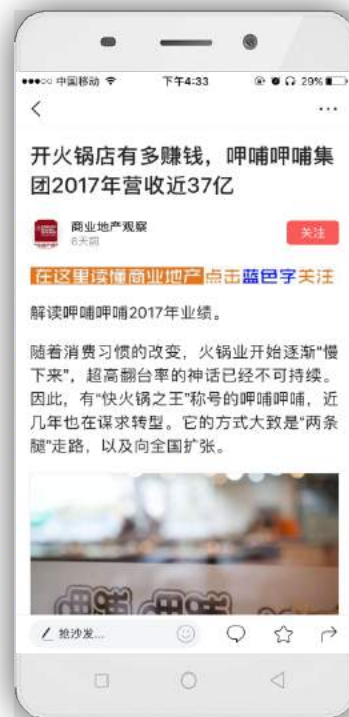 中国移动 下午4:33 29%
开火锅店有多赚钱，呷哺呷哺集
团2017年营收近37亿
商业地产观察
6天前
关注
在这里读懂商业地产点击蓝色字关注
解读呷哺呷哺2017年业绩。
随着消费习惯的改变，火锅业开始逐渐“慢
下来”，超高翻台率的神话已经不可持续。
因此，有“快火锅之王”称号的呷哺呷哺，近
几年也在谋求转型。它的方式大致是“两条
腿”走路，以及向全国扩张。
抢沙发...